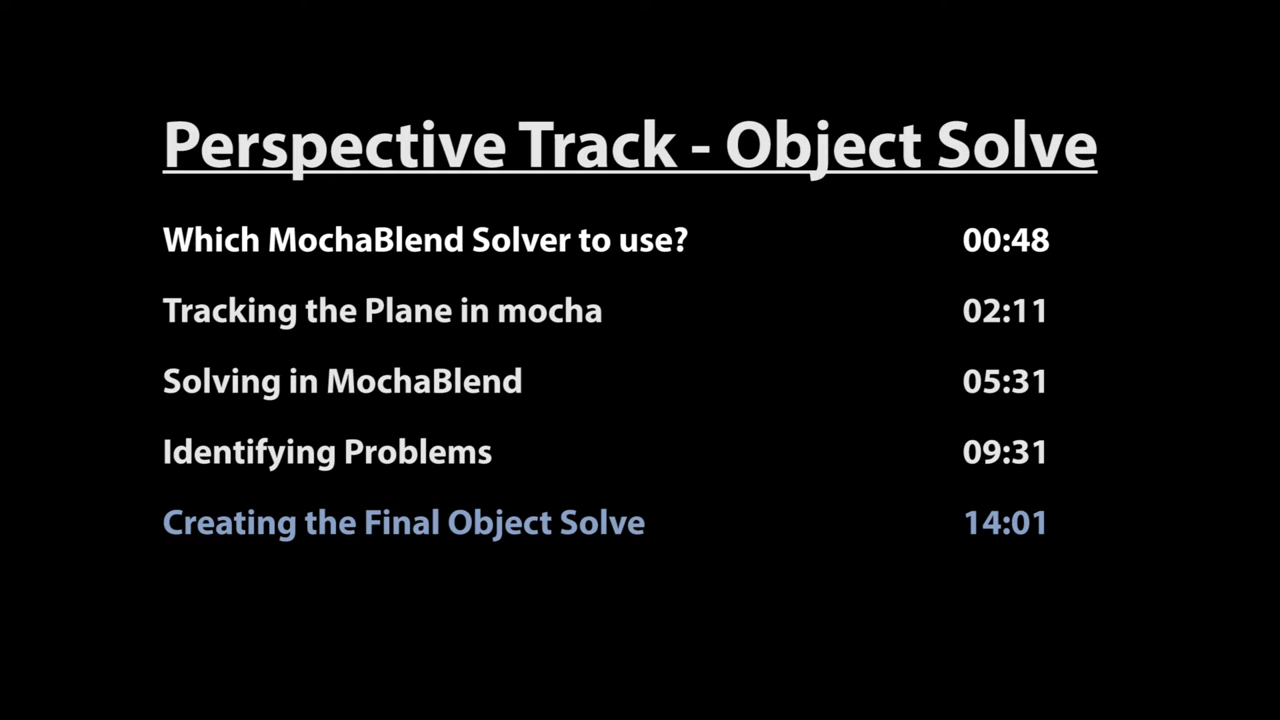 Perspective Track - Object Solve
Which MochaBlend Solver to use? 00:48
Tracking the Plane in mocha 02:11
Solving in MochaBlend 05:31
Identifying Problems 09:31
Creating the Final Object Solve 14:01